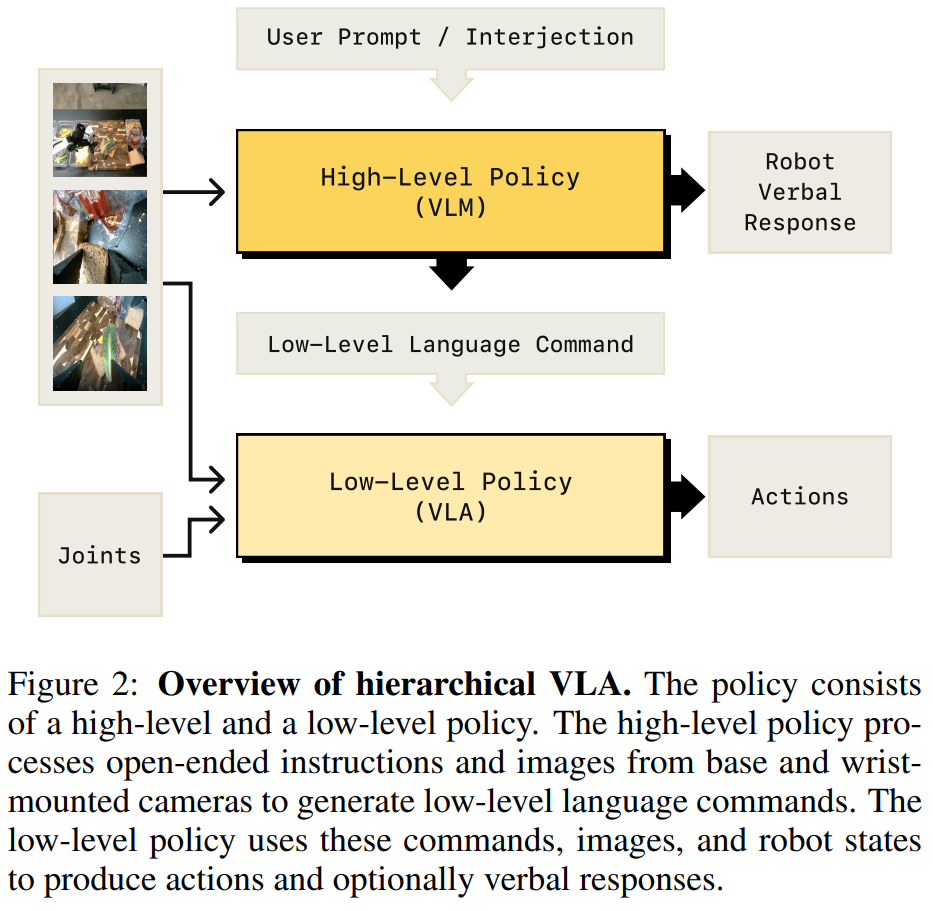 User Prompt / Interjection
High-Level Policy
(VLM)
Robot
Verbal
Response
Low-Level Language Command
Low-Level Policy
(VLA)
Actions
Joints
Figure 2: Overview of hierarchical VLA. The policy consists
of a high-level and a low-level policy. The high-level policy pro-
cesses open-ended instructions and images from base and wrist-
mounted cameras to generate low-level language commands. The
low-level policy uses these commands, images, and robot states
to produce actions and optionally verbal responses.